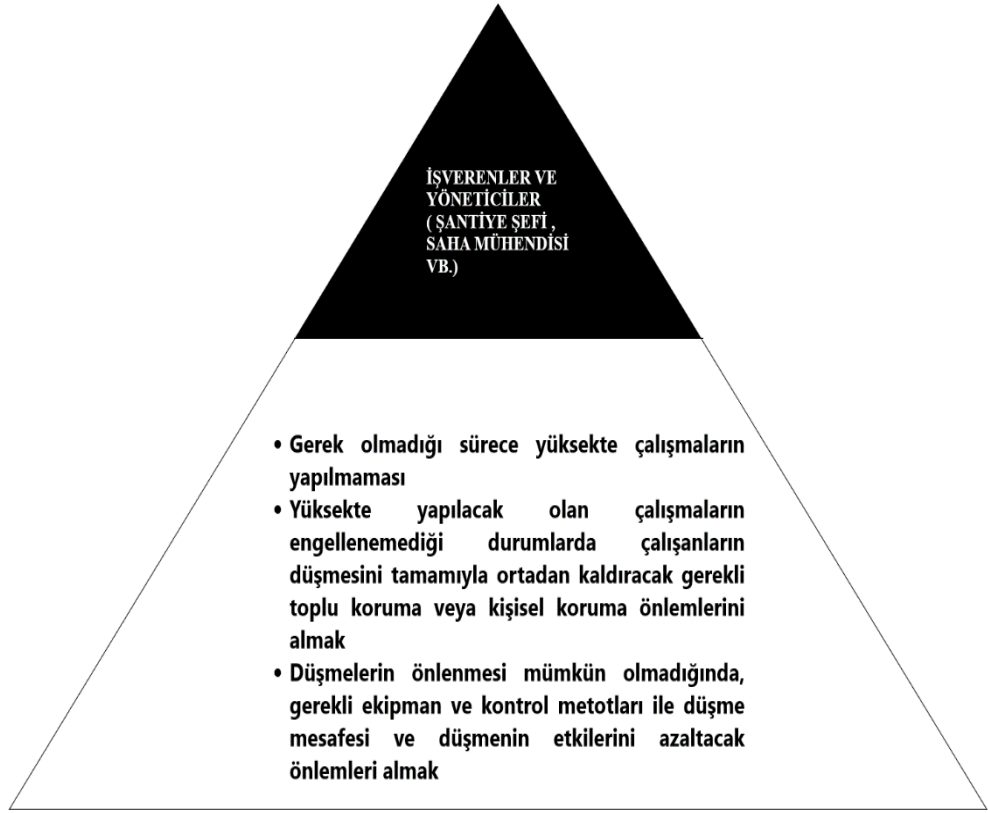 İŞVERENLER VE
YÖNETİCİLER
( ŞANTİYE ŞEFİ ,
SAHA MÜHENDİSİ
VB.)
• Gerek olmadığı sürece yüksekte çalışmaların
yapılmaması
• Yüksekte yapılacak olan çalışmaların
engellenemediği durumlarda çalışanların
düşmesini tamamıyla ortadan kaldıracak gerekli
toplu koruma veya kişisel koruma önlemlerini
almak
• Düşmelerin önlenmesi mümkün olmadığında,
gerekli ekipman ve kontrol metotları ile düşme
mesafesi ve düşmenin etkilerini azaltacak
önlemleri almak